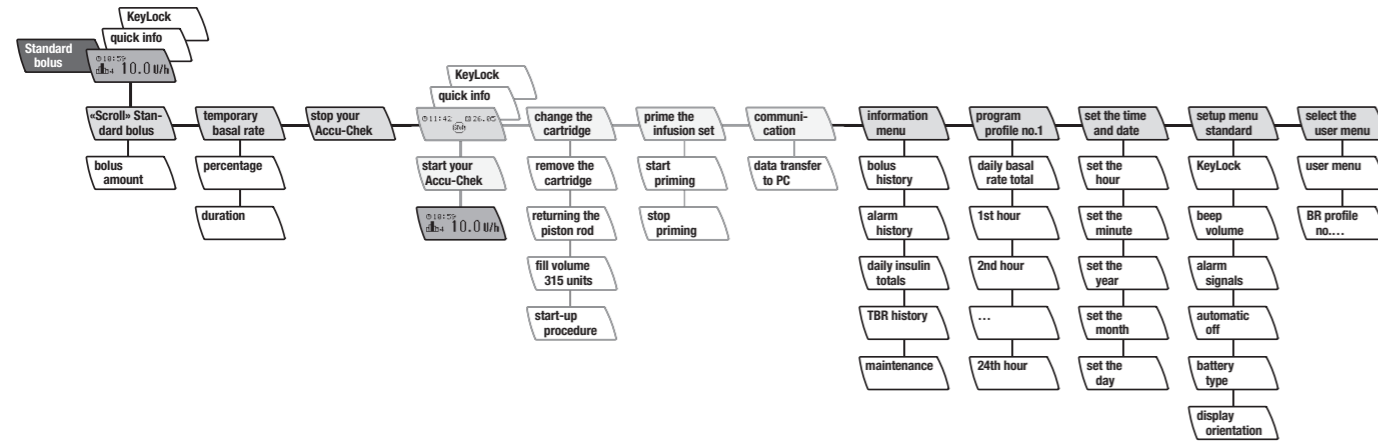 KeyLock
quick info
Standard
bolus
18:59
10.0 U/h
«Scroll» Stan-
dard bolus
bolus
amount
temporary
basal rate
percentage
duration
stop your
Accu-Chek
KeyLock
quick info
11:42 26.05
start your
Accu-Chek
18:59
10.0 U/h
change the
cartridge
remove the
cartridge
returning the
piston rod
fill volume
315 units
start-up
procedure
prime the
infusion set
start
priming
stop
priming
communi-
cation
data transfer
to PC
information
menu
bolus
history
alarm
history
daily insulin
totals
TBR history
maintenance
program
profile no.1
daily basal
rate total
1st hour
2nd hour
...
24th hour
set the time
and date
set the
hour
set the
minute
set the
year
set the
month
set the
day
setup menu
standard
KeyLock
beep
volume
alarm
signals
automatic
off
battery
type
display
orientation
select the
user menu
user menu
BR profile
no....